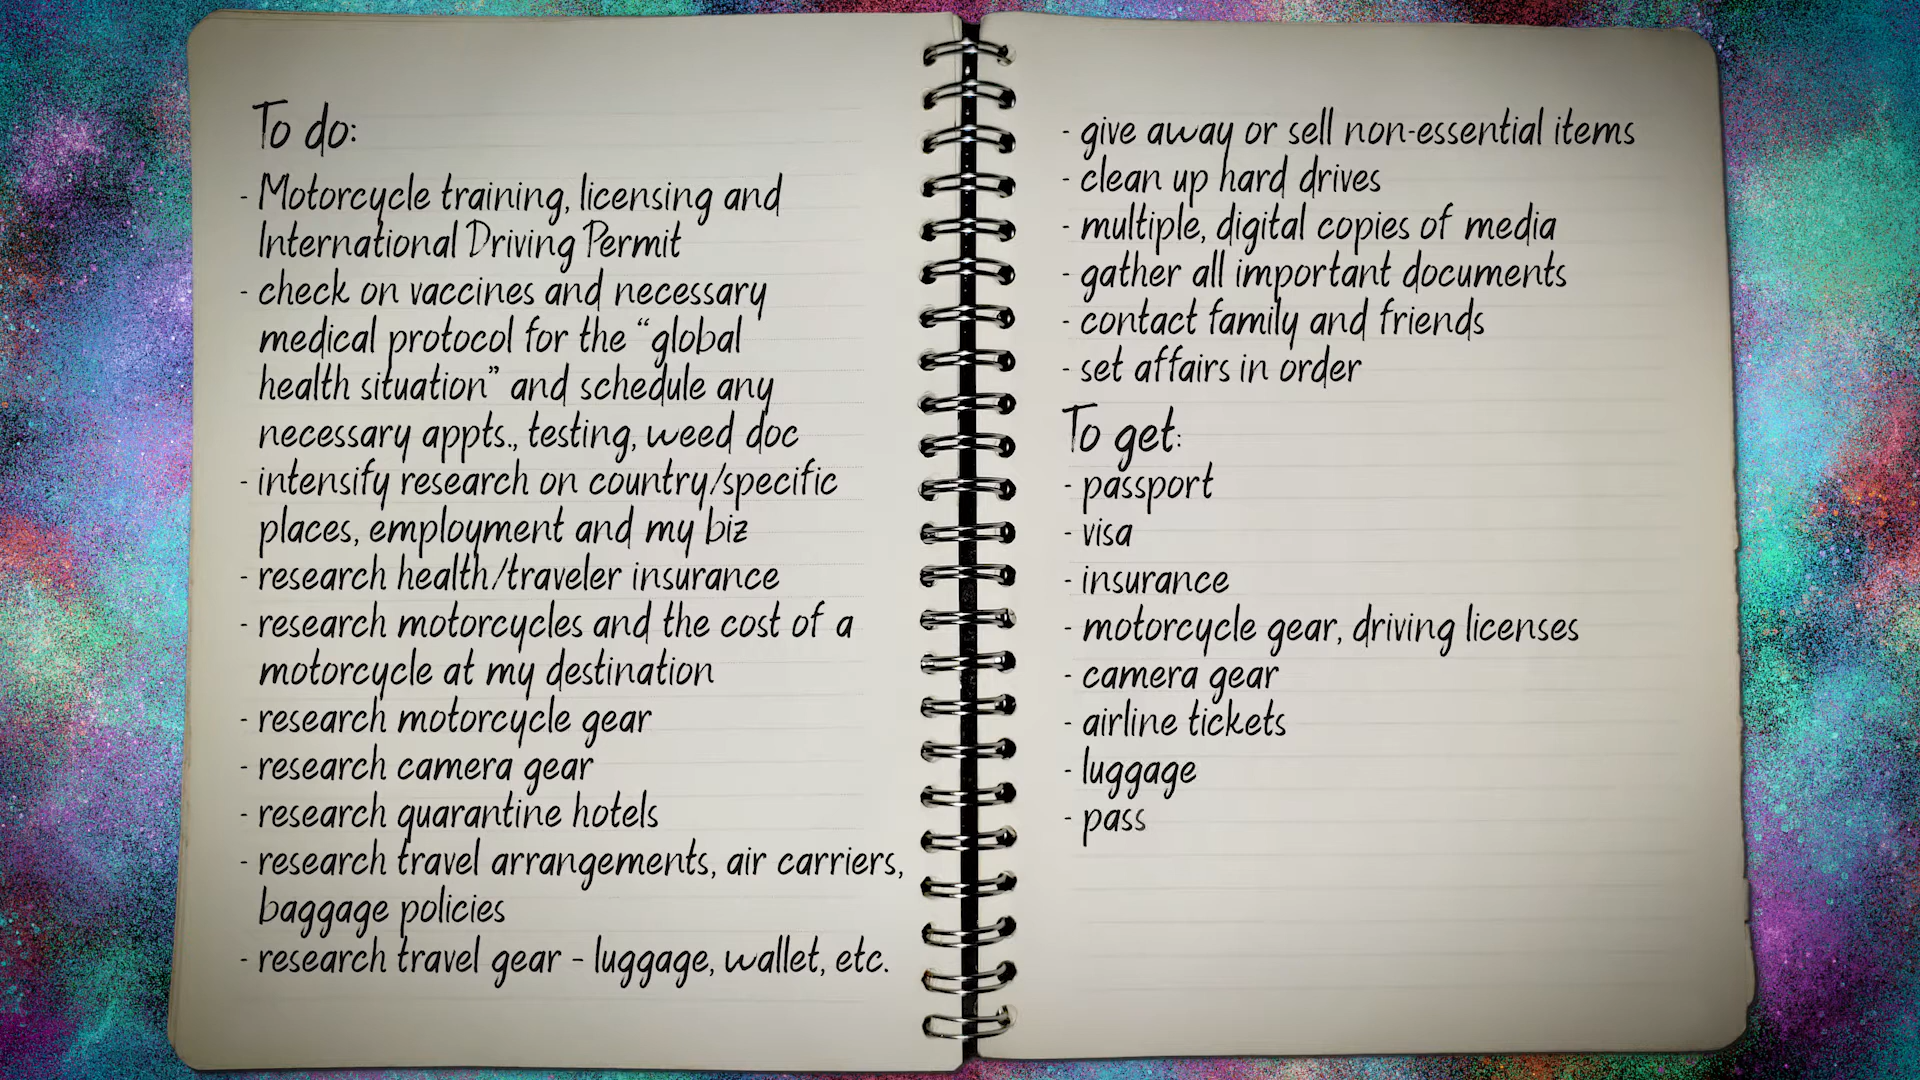 To do:
- Motorcycle training, licensing and
International Driving Permit
- check on vaccines and necessary
medical protocol for the “global
health situation” and schedule any
necessary appts., testing, weed doc
- intensify research on country/specific
places, employment and my biz
- research health/traveler insurance
- research motorcycles and the cost of a
motorcycle at my destination
- research motorcycle gear
- research camera gear
- research quarantine hotels
- research travel arrangements, air carriers,
baggage policies
- research travel gear - luggage, wallet, etc.
- give away or sell non-essential items
- clean up hard drives
- multiple, digital copies of media
- gather all important documents
- contact family and friends
- set affairs in order
To get:
- passport
- visa
- insurance
- motorcycle gear, driving licenses
- camera gear
- airline tickets
- luggage
- pass